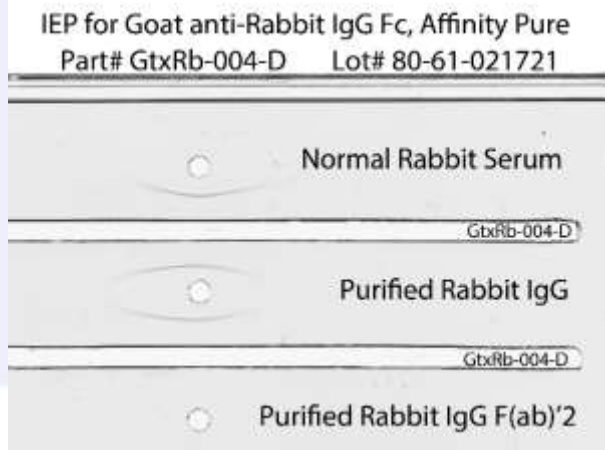 IEP for Goat anti-Rabbit IgG Fc, Affinity Pure
Part# GtxRb-004-D Lot# 80-61-021721
Normal Rabbit Serum
GtxRb-004-D
Purified Rabbit IgG
GtxRb-004-D
Purified Rabbit IgG F(ab)'2